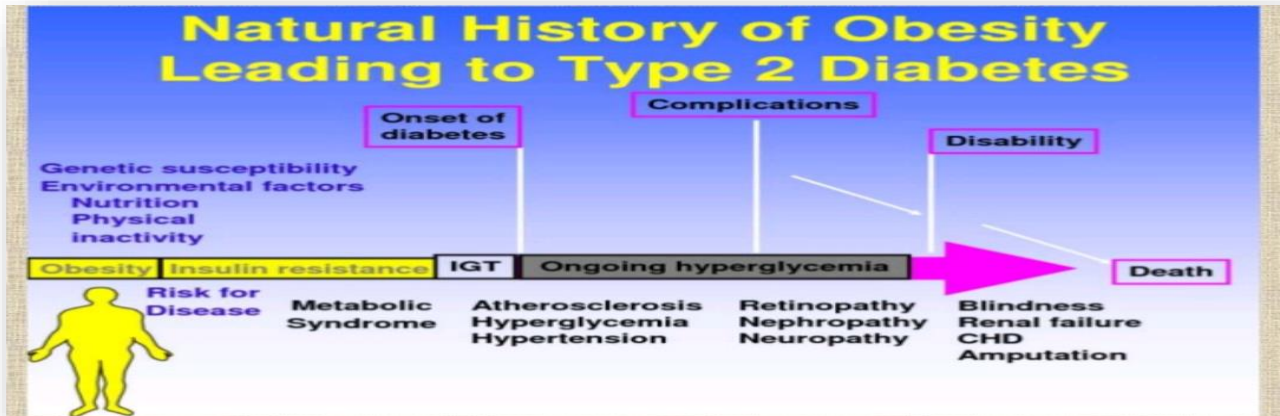 Natural History of Obesity
Leading to Type 2 Diabetes
Onset of
diabetes
Complications
Disability
Genetic susceptibility
Environmental factors
Nutrition
Physical
inactivity
Obesity
Insulin resistance
IGT
Ongoing hyperglycemia
Death
Risk for
Disease
Metabolic
Syndrome
Atherosclerosis
Hyperglycemia
Hypertension
Retinopathy
Nephropathy
Neuropathy
Blindness
Renal failure
CHD
Amputation